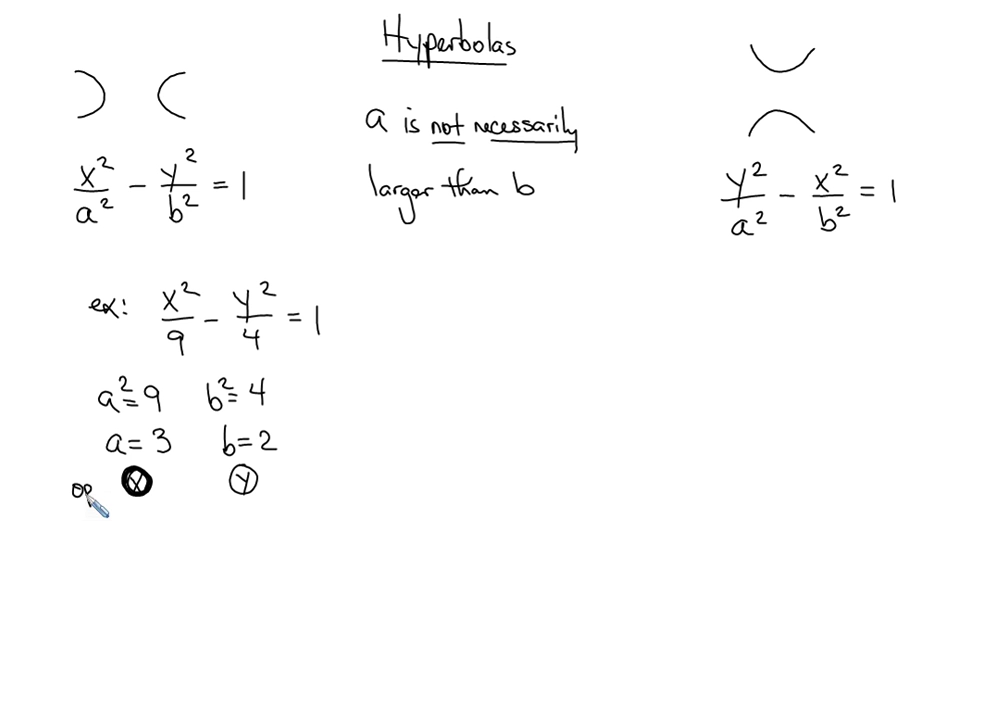 Hyperbolas
a is not necessarily
larger than b
x²/a² - y²/b² = 1
y²/a² - x²/b² = 1
ex: x²/9 - y²/4 = 1
a² = 9 b² = 4
a = 3 b = 2
X Y
op